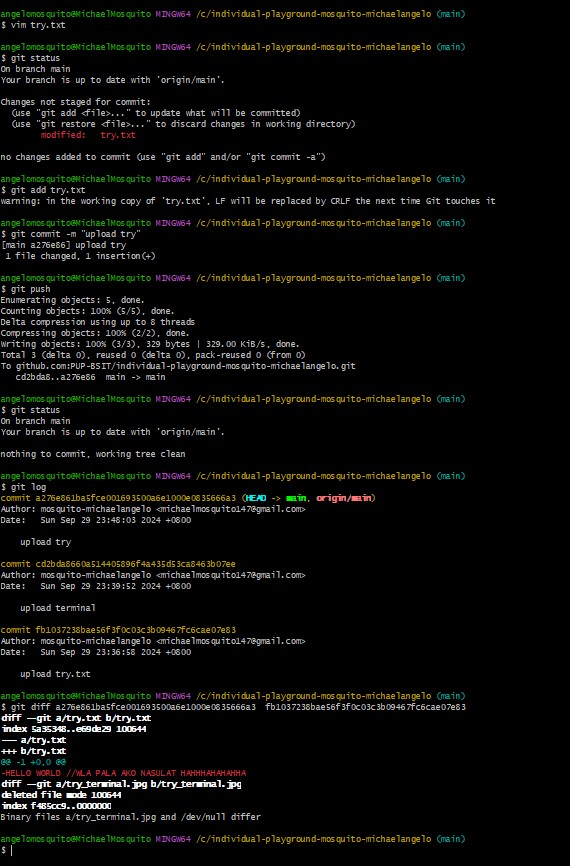 angelomosquito@MichaelMosquito MINGW64 /c/individual-playground-mosquito-michaelangelo (main)
$ vim try.txt
angelomosquito@MichaelMosquito MINGW64 /c/individual-playground-mosquito-michaelangelo (main)
$ git status
On branch main
Your branch is up to date with 'origin/main'.
Changes not staged for commit:
(use "git add <file>..." to update what will be committed)
(use "git restore <file>..." to discard changes in working directory)
modified: try.txt
no changes added to commit (use "git add" and/or "git commit -a")
angelomosquito@MichaelMosquito MINGW64 /c/individual-playground-mosquito-michaelangelo (main)
$ git add try.txt
warning: in the working copy of 'try.txt', LF will be replaced by CRLF the next time Git touches it
angelomosquito@MichaelMosquito MINGW64 /c/individual-playground-mosquito-michaelangelo (main)
$ git commit -m "upload try"
[main a276e86] upload try
1 file changed, 1 insertion(+)
angelomosquito@MichaelMosquito MINGW64 /c/individual-playground-mosquito-michaelangelo (main)
$ git push
Enumerating objects: 5, done.
Counting objects: 100% (5/5), done.
Delta compression using up to 8 threads
Compressing objects: 100% (2/2), done.
Writing objects: 100% (3/3), 329 bytes | 329.00 KiB/s, done.
Total 3 (delta 0), reused 0 (delta 0), pack-reused 0 (from 0)
To github.com:PUP-BSIT/individual-playground-mosquito-michaelangelo.git
cd2bda8..a276e86 main -> main
angelomosquito@MichaelMosquito MINGW64 /c/individual-playground-mosquito-michaelangelo (main)
$ git status
On branch main
Your branch is up to date with 'origin/main'.
nothing to commit, working tree clean
angelomosquito@MichaelMosquito MINGW64 /c/individual-playground-mosquito-michaelangelo (main)
$ git log
commit a276e861ba5fce001693500a6e1000e0835666a3 (HEAD -> main, origin/main)
Author: mosquito-michaelangelo <michaelmosquito147@gmail.com>
Date: Sun Sep 29 23:48:03 2024 +0800
upload try
commit cd2bda8660a514405896f4a435d53ca8463b07ee
Author: mosquito-michaelangelo <michaelmosquito147@gmail.com>
Date: Sun Sep 29 23:39:52 2024 +0800
upload terminal
commit fb1037238bae56f3f0c03c3b09467fc6cae07e83
Author: mosquito-michaelangelo <michaelmosquito147@gmail.com>
Date: Sun Sep 29 23:36:58 2024 +0800
upload try.txt
angelomosquito@MichaelMosquito MINGW64 /c/individual-playground-mosquito-michaelangelo (main)
$ git diff a276e861ba5fce001693500a6e1000e0835666a3 fb1037238bae56f3f0c03c3b09467fc6cae07e83
diff --git a/try.txt b/try.txt
index 5a35348..e69de29 100644
--- a/try.txt
+++ b/try.txt
@@ -1 +0,0 @@
-HELLO WORLD //WLA PALA AKO NASULAT HAHHHAHAHAHHA
diff --git a/try_terminal.jpg b/try_terminal.jpg
deleted file mode 100644
index f485cc9..0000000
Binary files a/try_terminal.jpg and /dev/null differ
angelomosquito@MichaelMosquito MINGW64 /c/individual-playground-mosquito-michaelangelo (main)
$